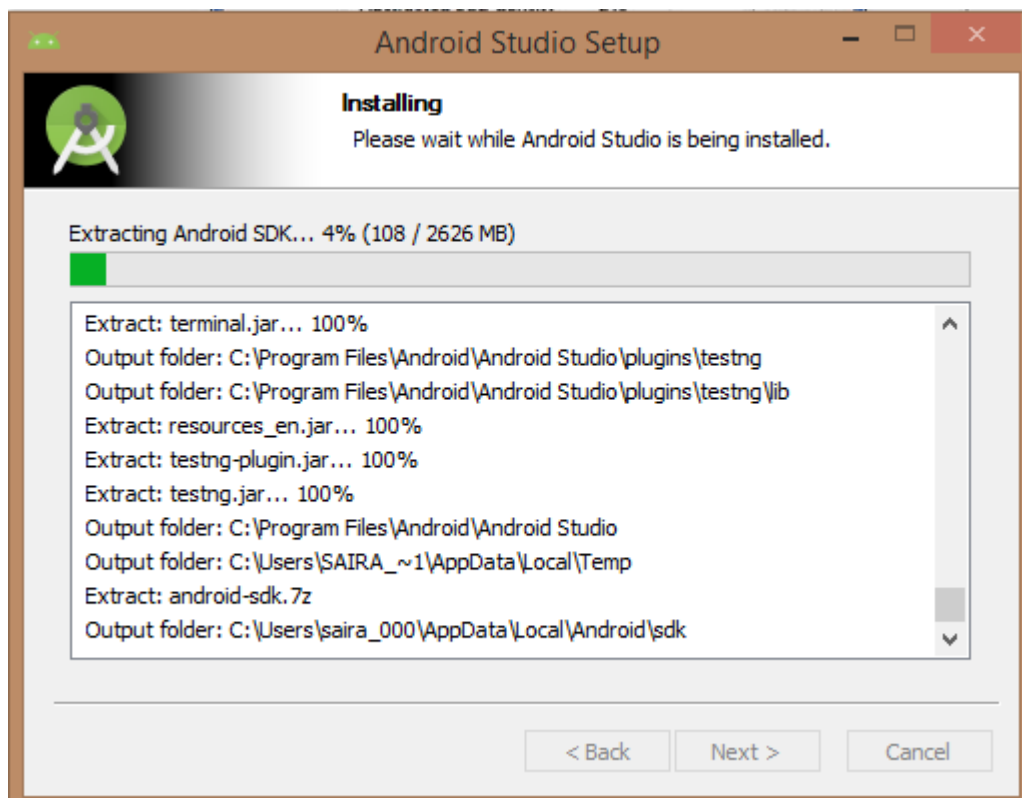 Android Studio Setup
Installing
Please wait while Android Studio is being installed.
Extracting Android SDK... 4% (108 / 2626 MB)
Extract: terminal.jar... 100%
Output folder: C:\Program Files\Android\Android Studio\plugins\testng
Output folder: C:\Program Files\Android\Android Studio\plugins\testng\lib
Extract: resources_en.jar... 100%
Extract: testng-plugin.jar... 100%
Extract: testng.jar... 100%
Output folder: C:\Program Files\Android\Android Studio
Output folder: C:\Users\SAIRA_~1\AppData\Local\Temp
Extract: android-sdk.7z
Output folder: C:\Users\saira_000\AppData\Local\Android\sdk
< Back
Next >
Cancel